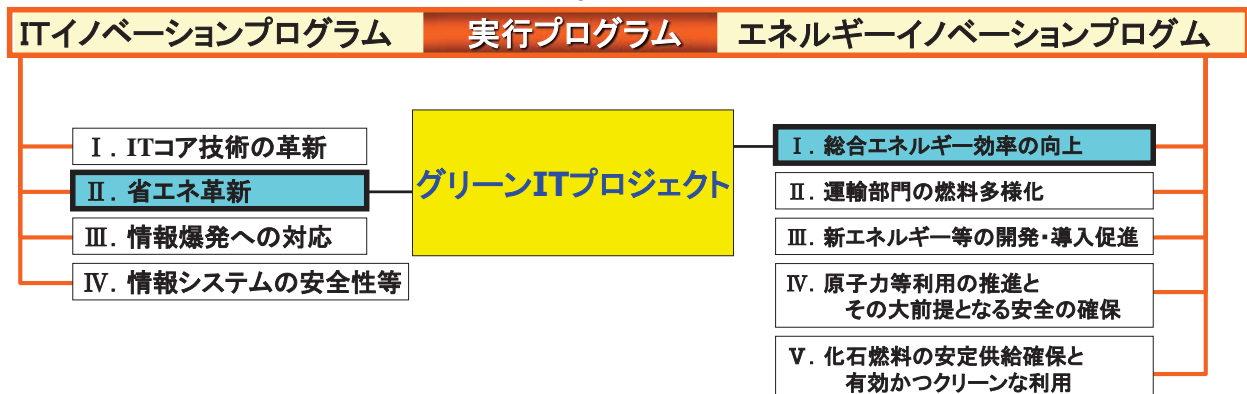 ITイノベーションプログラム
実行プログラム
エネルギーイノベーションプログム
Ⅰ. ITコア技術の革新
Ⅱ. 省エネ革新
Ⅲ. 情報爆発への対応
Ⅳ. 情報システムの安全性等
グリーンITプロジェクト
Ⅰ. 総合エネルギー効率の向上
Ⅱ. 運輸部門の燃料多様化
Ⅲ. 新エネルギー等の開発・導入促進
Ⅳ. 原子力等利用の推進と
その大前提となる安全の確保
Ⅴ. 化石燃料の安定供給確保と
有効かつクリーンな利用